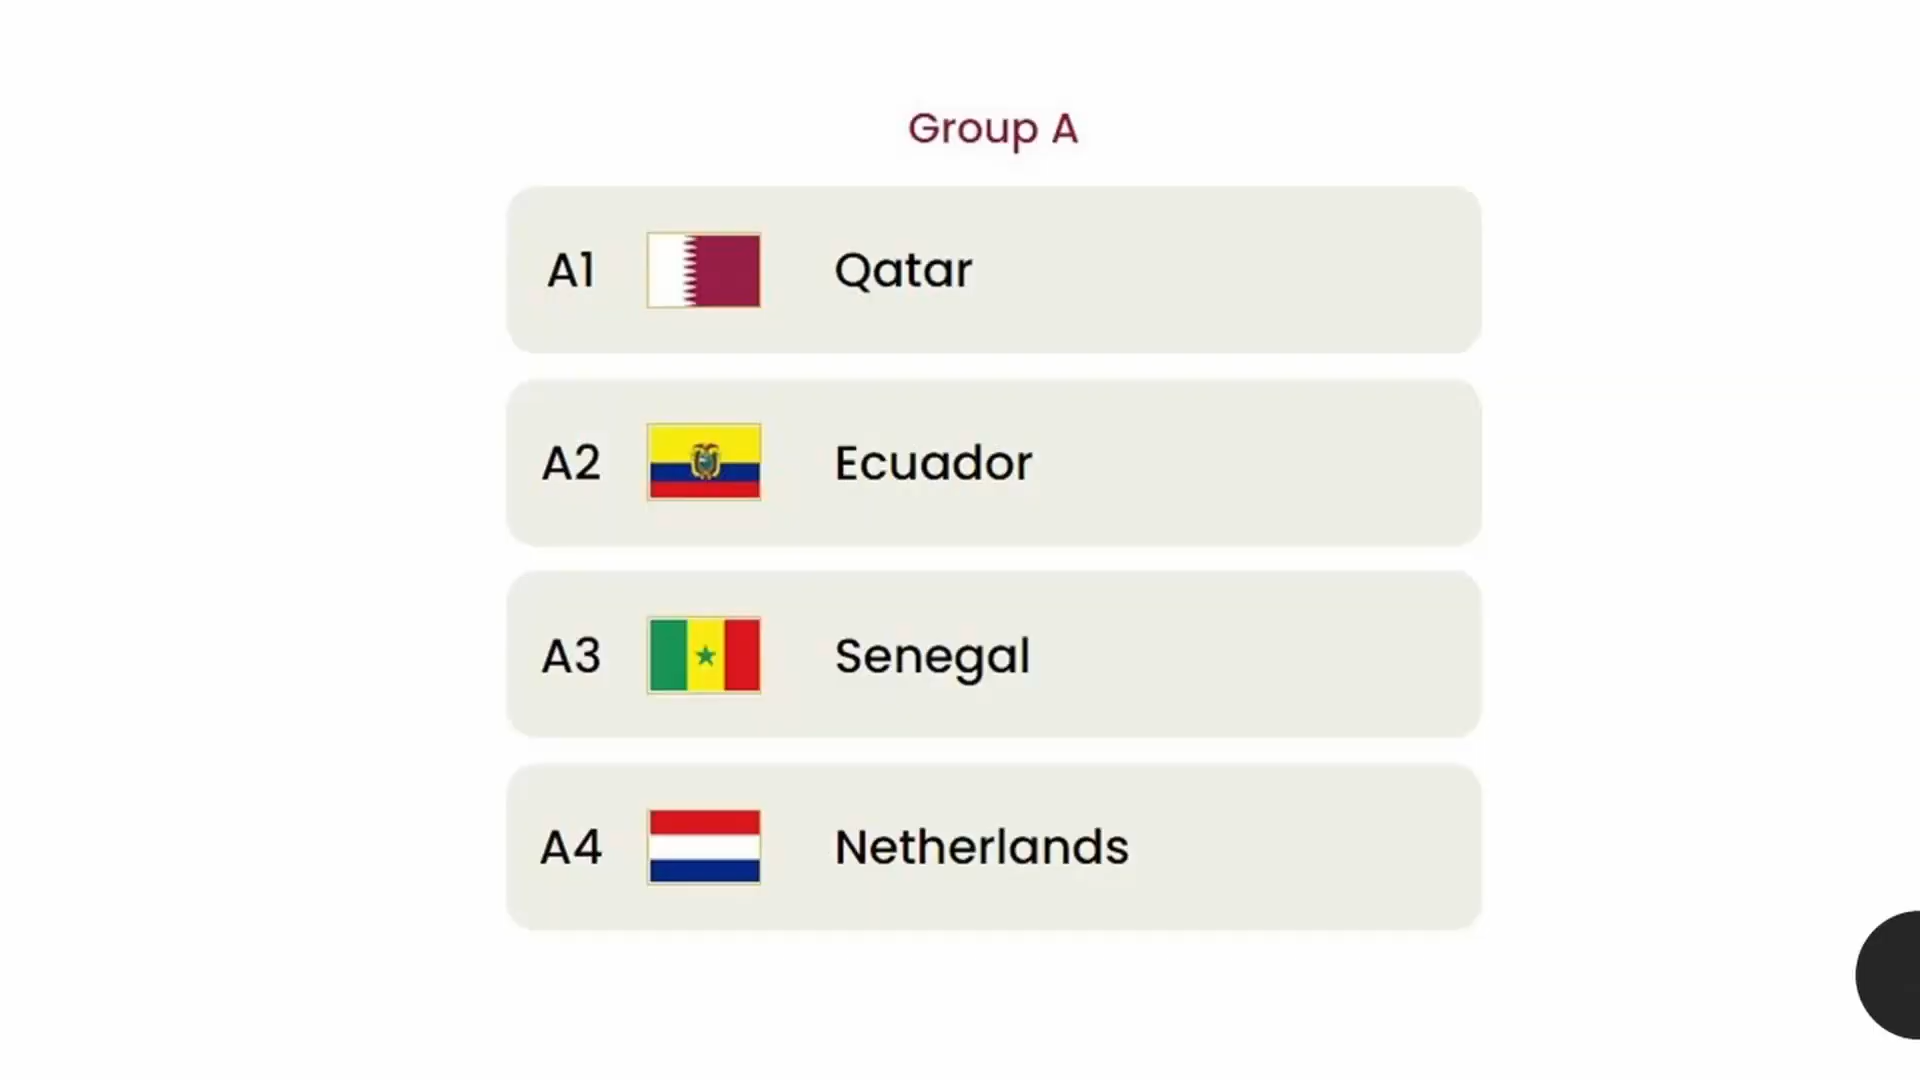 Group A
A1 Qatar
A2 Ecuador
A3 Senegal
A4 Netherlands